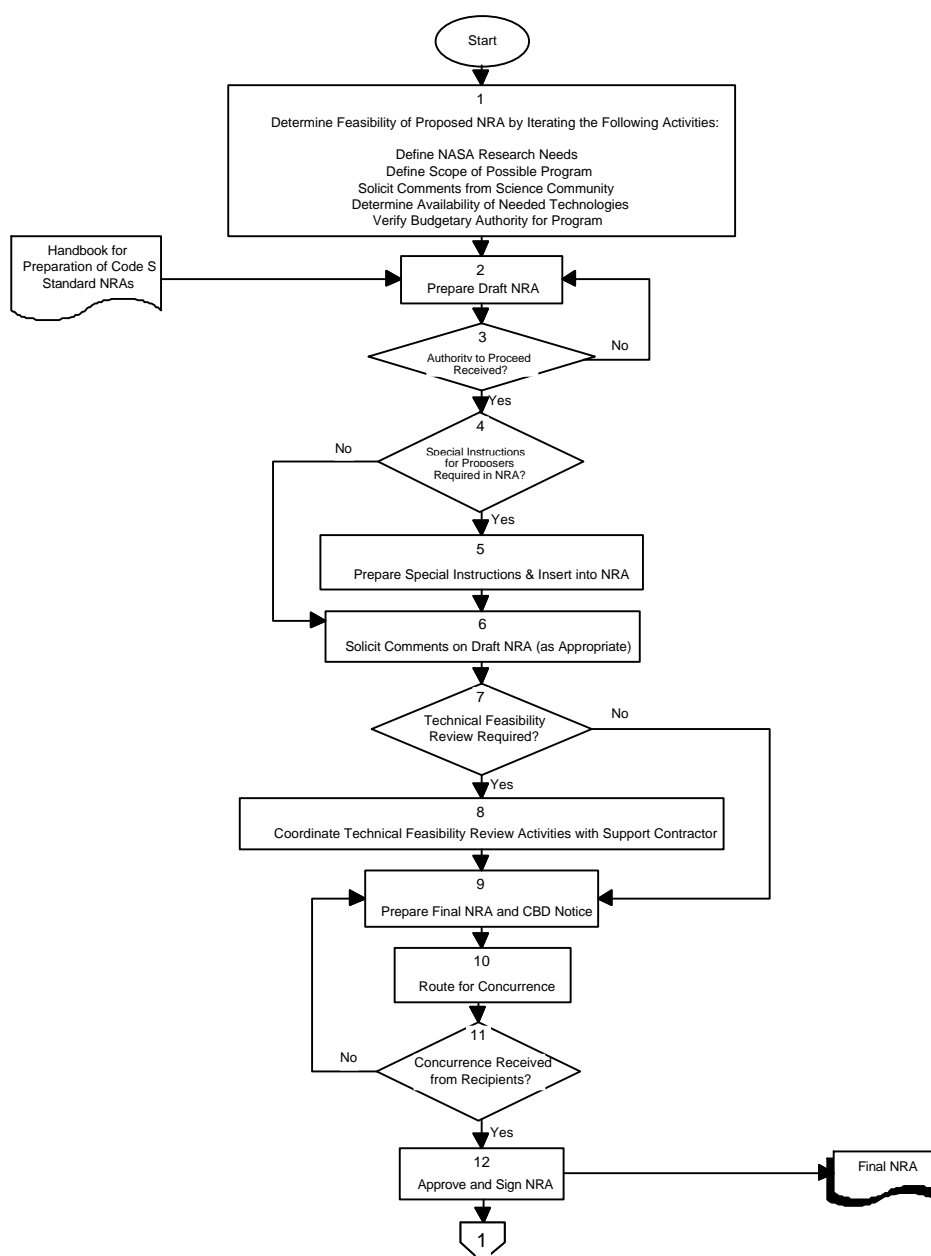 Start
1
Determine Feasibility of Proposed NRA by Iterating the Following Activities:
Define NASA Research Needs
Define Scope of Possible Program
Solicit Comments from Science Community
Determine Availability of Needed Technologies
Verify Budgetary Authority for Program
Handbook for
Preparation of Code S
Standard NRAs
2
Prepare Draft NRA
3
Authority to Proceed
Received?
No
Yes
4
Special Instructions
for Proposers
Required in NRA?
No
Yes
5
Prepare Special Instructions & Insert into NRA
6
Solicit Comments on Draft NRA (as Appropriate)
7
Technical Feasibility
Review Required?
No
Yes
8
Coordinate Technical Feasibility Review Activities with Support Contractor
9
Prepare Final NRA and CBD Notice
10
Route for Concurrence
11
Concurrence Received
from Recipients?
No
Yes
12
Approve and Sign NRA
Final NRA
1